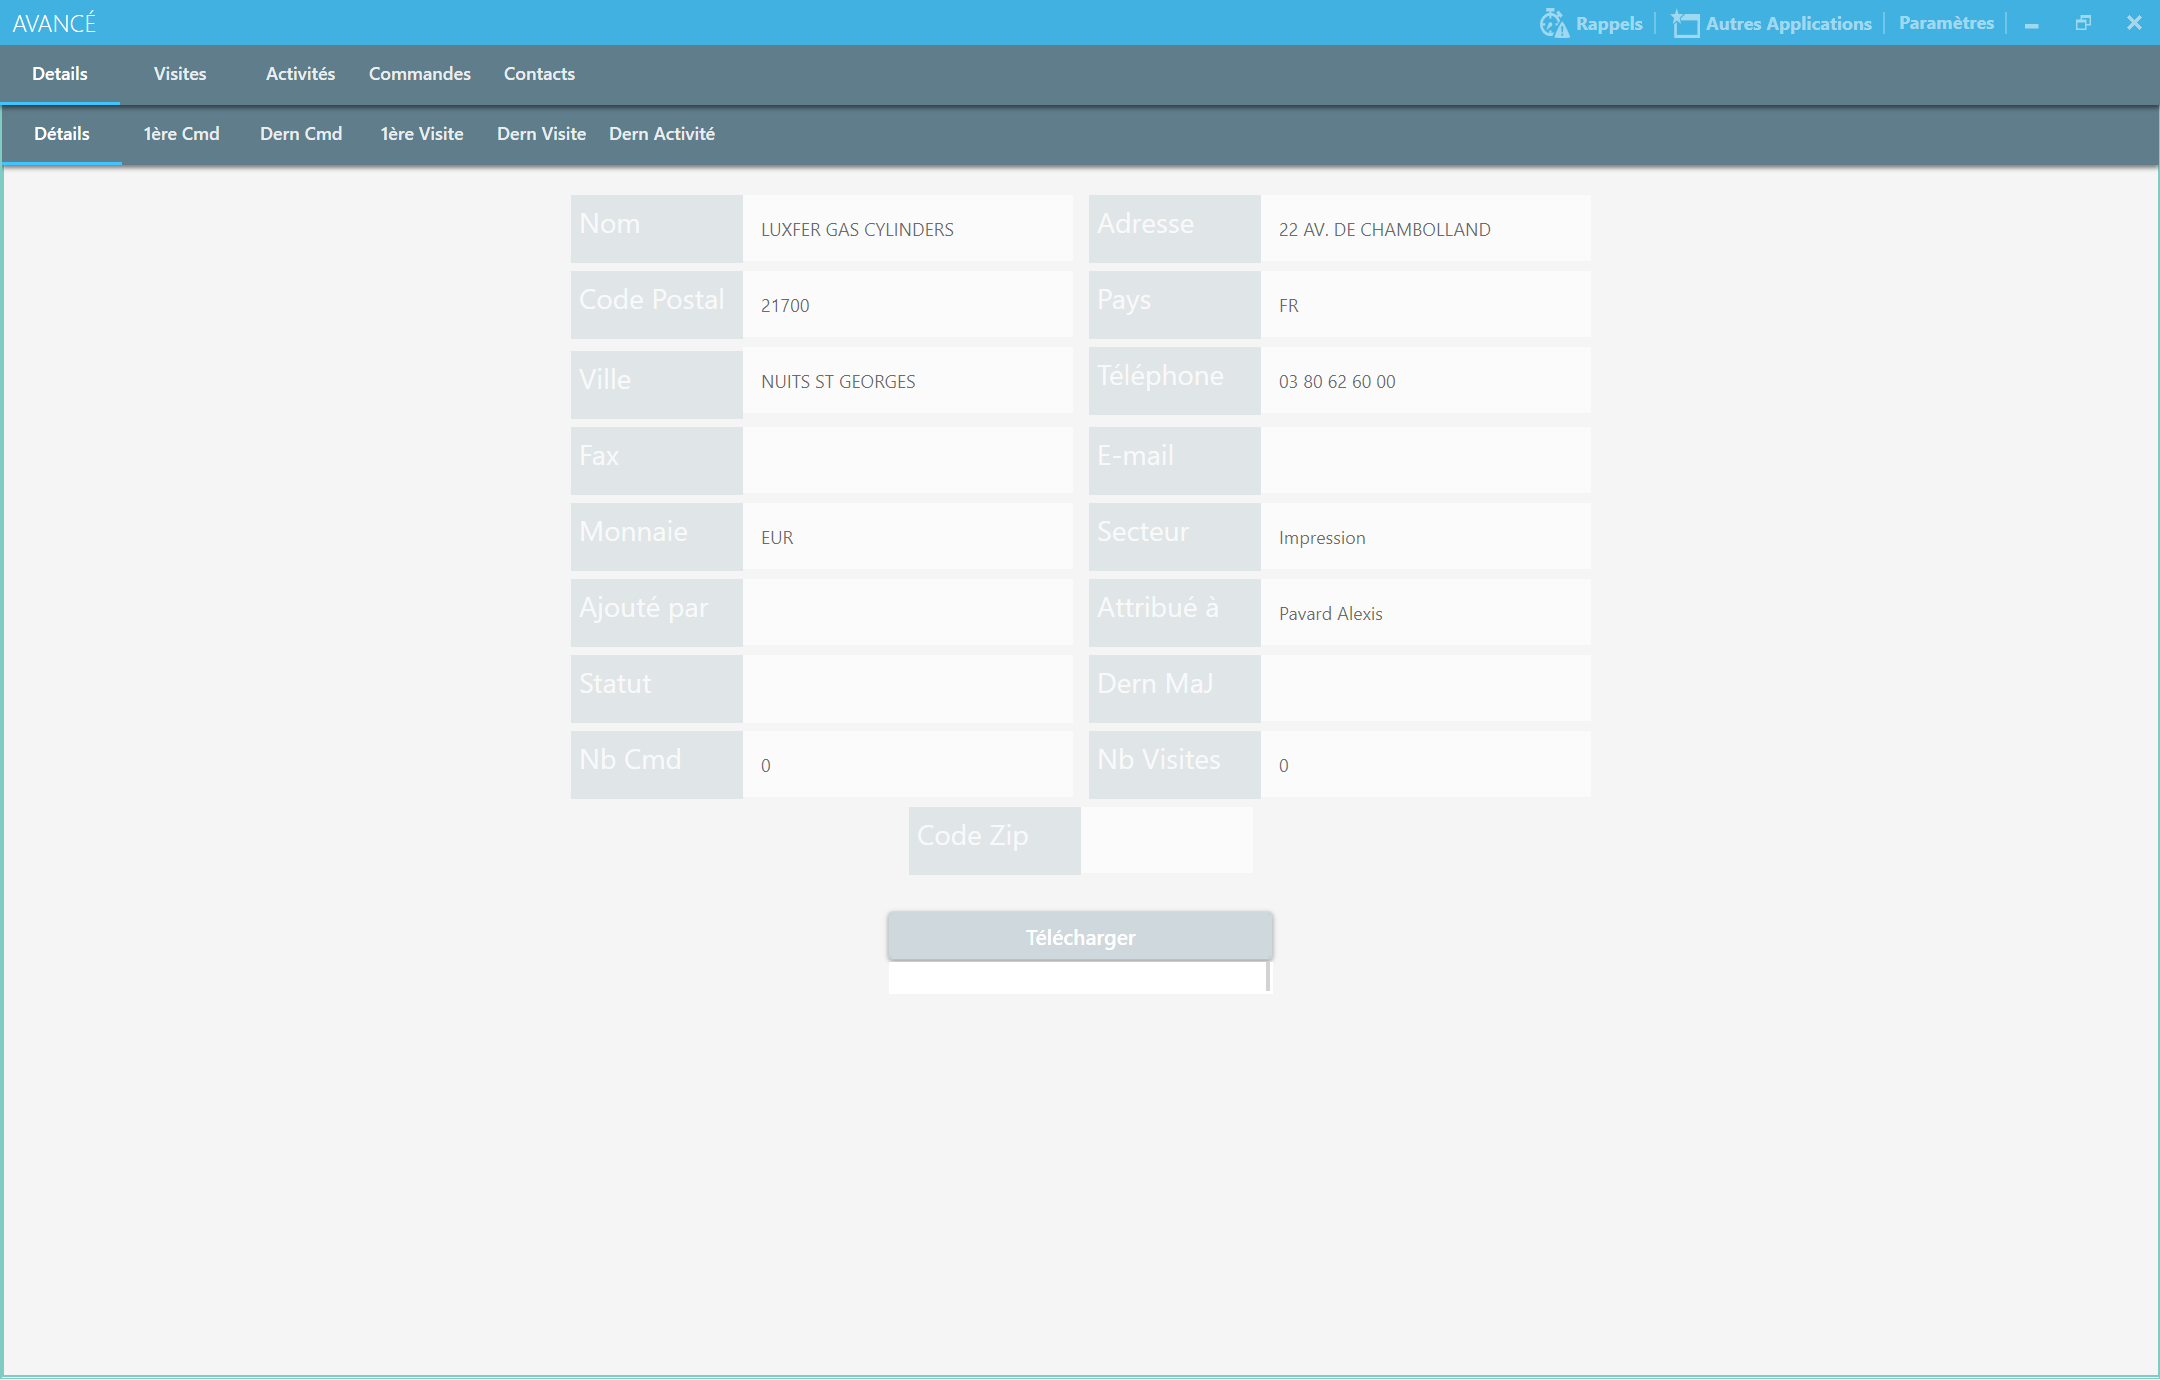 AVANCÉ
Rappels
Autres Applications
Paramètres
Details
Visites
Activités
Commandes
Contacts
Détails
1ère Cmd
Dern Cmd
1ère Visite
Dern Visite
Dern Activité
Nom
LUXFER GAS CYLINDERS
Adresse
22 AV. DE CHAMBOLLAND
Code Postal
21700
Pays
FR
Ville
NUITS ST GEORGES
Téléphone
03 80 62 60 00
Fax
E-mail
Monnaie
EUR
Secteur
Impression
Ajouté par
Attribué à
Pavard Alexis
Statut
Dern MaJ
Nb Cmd
0
Nb Visites
0
Code Zip
Télécharger